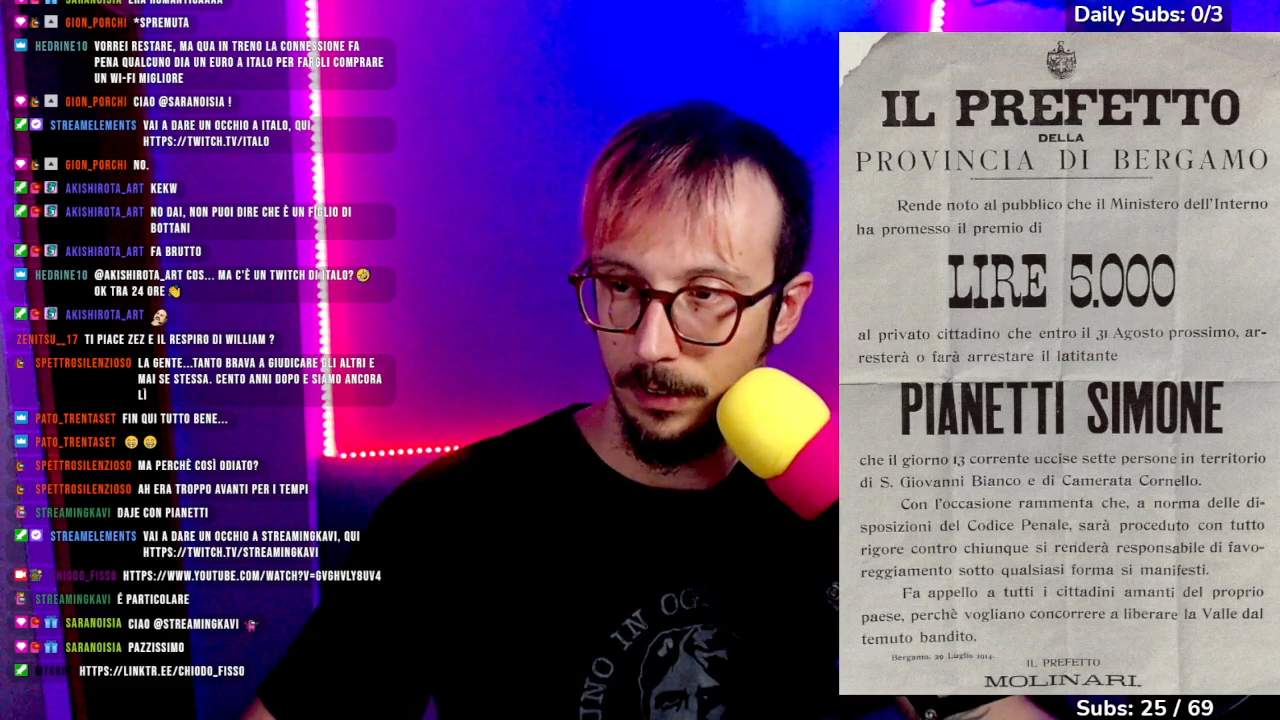 SARANOISIA ERA ROMANTICAAAA
GION_PORCHI *SPREMUTA
HEDRINE10 VORREI RESTARE, MA QUA IN TRENO LA CONNESSIONE FA
PENA QUALCUNO DIA UN EURO A ITALO PER FARGLI COMPRARE
UN WI-FI MIGLIORE
GION_PORCHI CIAO @SARANOISIA !
STREAMELEMENTS VAI A DARE UN OCCHIO A ITALO, QUI
HTTPS://TWITCH.TV/ITALO
GION_PORCHI NO.
AKISHIROTA_ART KEKW
AKISHIROTA_ART NO DAI, NON PUOI DIRE CHE È UN FIGLIO DI
BOTTANI
AKISHIROTA_ART FA BRUTTO
HEDRINE10 @AKISHIROTA_ART COS... MA C'È UN TWITCH DI ITALO? 🤣
OK TRA 24 ORE 👋
AKISHIROTA_ART
ZENITSU__17 TI PIACE ZEZ E IL RESPIRO DI WILLIAM ?
SPETTROSILENZIOSO LA GENTE...TANTO BRAVA A GIUDICARE GLI ALTRI E
MAI SE STESSA. CENTO ANNI DOPO E SIAMO ANCORA
LÌ
PATO_TRENTASET FIN QUI TUTTO BENE...
PATO_TRENTASET 😁 😁
SPETTROSILENZIOSO MA PERCHÈ COSÌ ODIATO?
SPETTROSILENZIOSO AH ERA TROPPO AVANTI PER I TEMPI
STREAMINGKAVI DAJE CON PIANETTI
STREAMELEMENTS VAI A DARE UN OCCHIO A STREAMINGKAVI, QUI
HTTPS://TWITCH.TV/STREAMINGKAVI
CHIODO_FISSO HTTPS://WWW.YOUTUBE.COM/WATCH?V=GVGHVLY8UV4
STREAMINGKAVI É PARTICOLARE
SARANOISIA CIAO @STREAMINGKAVI
SARANOISIA PAZZISSIMO
HTTPS://LINKTR.EE/CHIODO_FISSO
UNO IN OG
Daily Subs: 0/3
IL PREFETTO
DELLA
PROVINCIA DI BERGAMO
Rende noto al pubblico che il Ministero dell'Interno
ha promesso il premio di
LIRE 5.000
al privato cittadino che entro il 31 Agosto prossimo, ar-
resterà o farà arrestare il latitante
PIANETTI SIMONE
che il giorno 13 corrente uccise sette persone in territorio
di S. Giovanni Bianco e di Camerata Cornello.
Con l'occasione rammenta che, a norma delle di-
sposizioni del Codice Penale, sarà proceduto con tutto
rigore contro chiunque si renderà responsabile di favo-
reggiamento sotto qualsiasi forma si manifesti.
Fa appello a tutti i cittadini amanti del proprio
paese, perchè vogliano concorrere a liberare la Valle dal
temuto bandito.
Bergamo, 29 Luglio 1914.
IL PREFETTO
MOLINARI.
Subs: 25 / 69